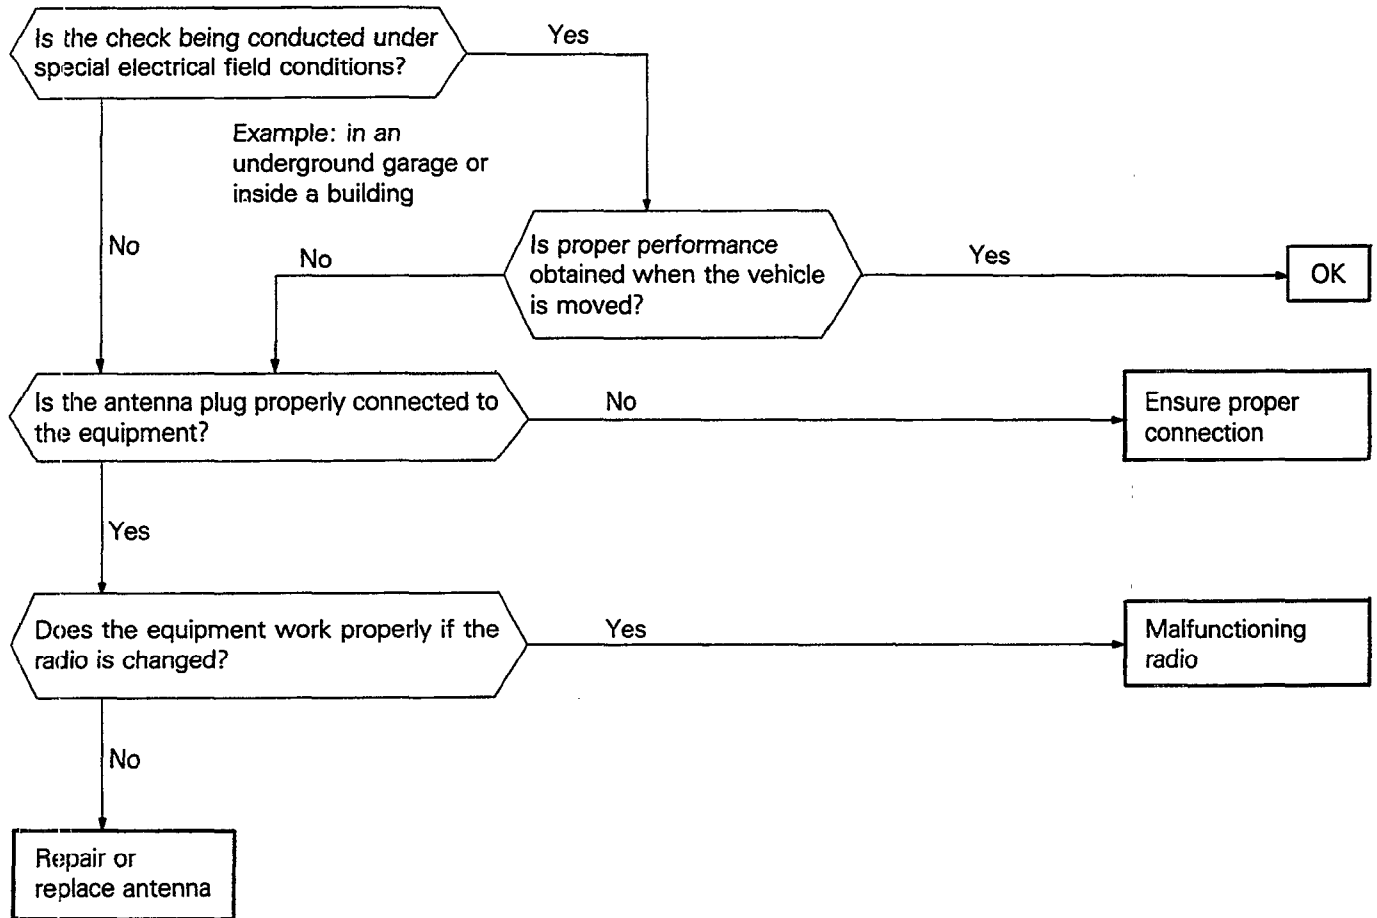 Is the check being conducted under
special electrical field conditions?
Yes
Example: in an
underground garage or
inside a building
No
Is proper performance
obtained when the vehicle
is moved?
No
Yes
OK
Is the antenna plug properly connected to
the equipment?
No
Ensure proper
connection
Yes
Does the equipment work properly if the
radio is changed?
Yes
Malfunctioning
radio
No
Repair or
replace antenna